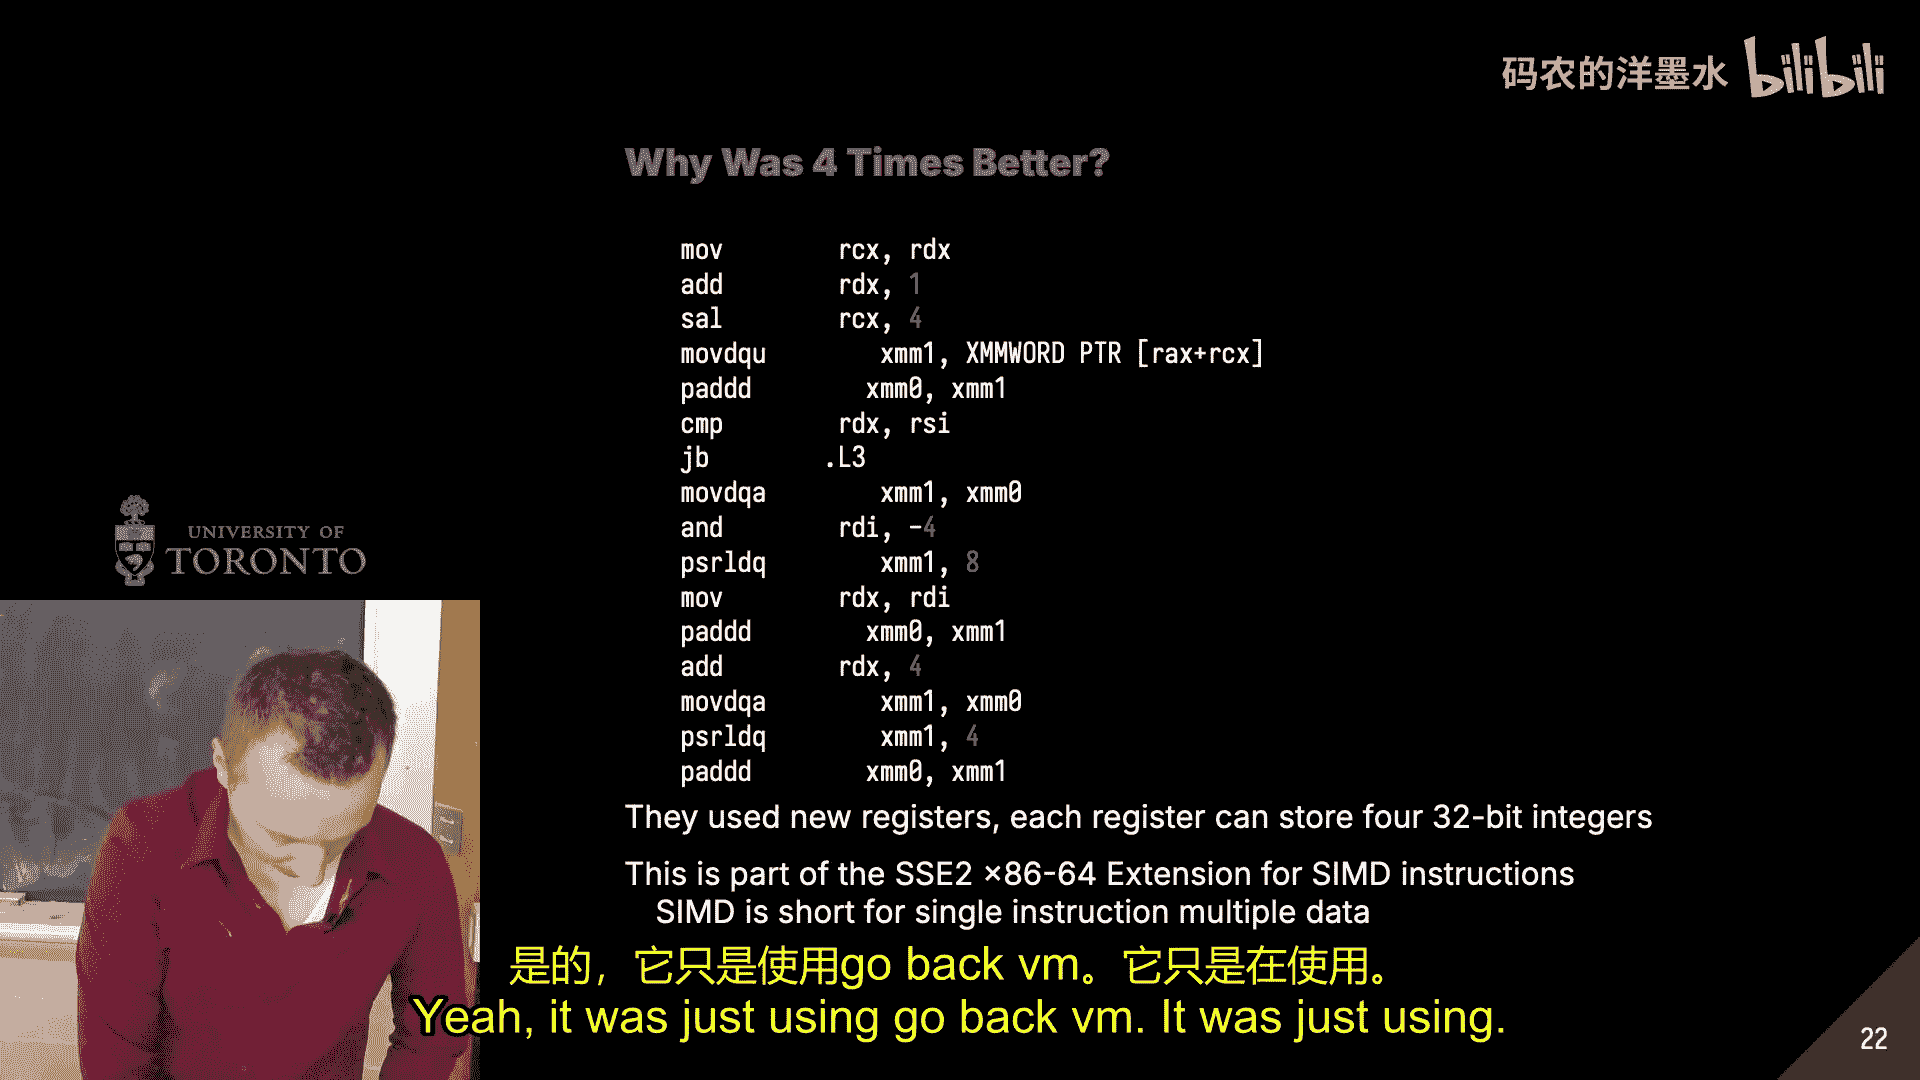 码农的洋墨水 bilibili
Why Was 4 Times Better?
mov rcx, rdx
add rdx, 1
sal rcx, 4
movdqu xmm1, XMMWORD PTR [rax+rcx]
paddd xmm0, xmm1
cmp rdx, rsi
jb .L3
movdqa xmm1, xmm0
and rdi, -4
psrldq xmm1, 8
mov rdx, rdi
paddd xmm0, xmm1
add rdx, 4
movdqa xmm1, xmm0
psrldq xmm1, 4
paddd xmm0, xmm1
UNIVERSITY OF
TORONTO
They used new registers, each register can store four 32-bit integers
This is part of the SSE2 ×86-64 Extension for SIMD instructions
SIMD is short for single instruction multiple data
是的，它只是使用go back vm。它只是在使用。
Yeah, it was just using go back vm. It was just using.
22